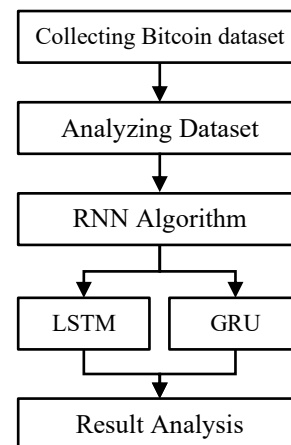 Collecting Bitcoin dataset
Analyzing Dataset
RNN Algorithm
LSTM
GRU
Result Analysis